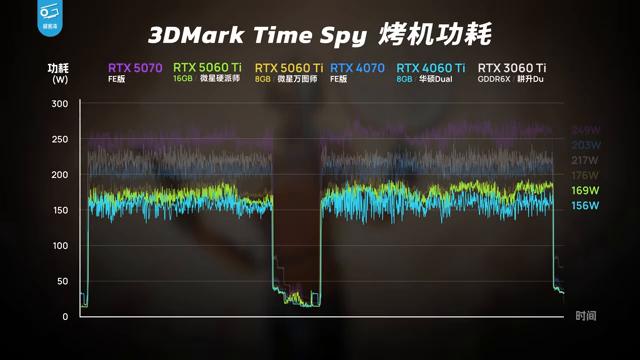 3DMark Time Spy 烤机功耗
功耗
(W)
RTX 5070
FE版
RTX 5060 Ti
16GB / 微星硬派师
RTX 5060 Ti
8GB / 微星万图师
RTX 4070
FE版
RTX 4060 Ti
8GB / 华硕Dual
RTX 3060 Ti
GDDR6X / 耕升Du
300
250
200
150
100
50
0
249W
203W
217W
176W
169W
156W
时间